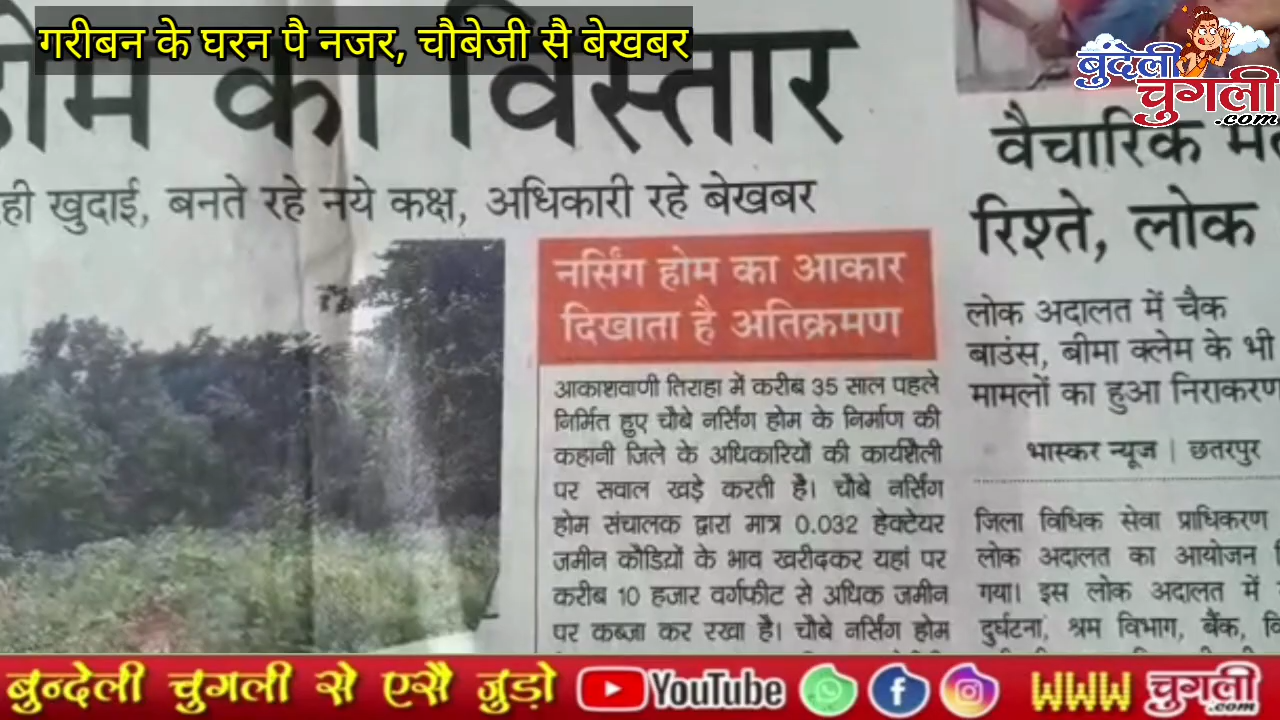 गरीबन के घरन पै नजर, चौबेजी सै बेखबर
बुंदेली
चुगली
.com
होम का विस्तार
ही खुदाई, बनते रहे नये कक्ष, अधिकारी रहे बेखबर
नर्सिंग होम का आकार
दिखाता है अतिक्रमण
आकाशवाणी तिराहा में करीब 35 साल पहले
निर्मित हुए चौबे नर्सिंग होम के निर्माण की
कहानी जिले के अधिकारियों की कार्यशैली
पर सवाल खड़े करती है। चौबे नर्सिंग
होम संचालक द्वारा मात्र 0.032 हेक्टेयर
जमीन कौडिय़ों के भाव खरीदकर यहां पर
करीब 10 हजार वर्गफीट से अधिक जमीन
पर कब्जा कर रखा है। चौबे नर्सिंग होम
वैचारिक
रिश्ते, लोक
लोक अदालत में चैक
बाउंस, बीमा क्लेम के भी
मामलों का हुआ निराकरण
भास्कर न्यूज | छतरपुर
जिला विधिक सेवा प्राधिकरण
लोक अदालत का आयोजन
गया। इस लोक अदालत में
दुर्घटना, श्रम विभाग, बैंक,
बुन्देली चुगली से एसै जुड़ो YouTube WWW चुगली
.com